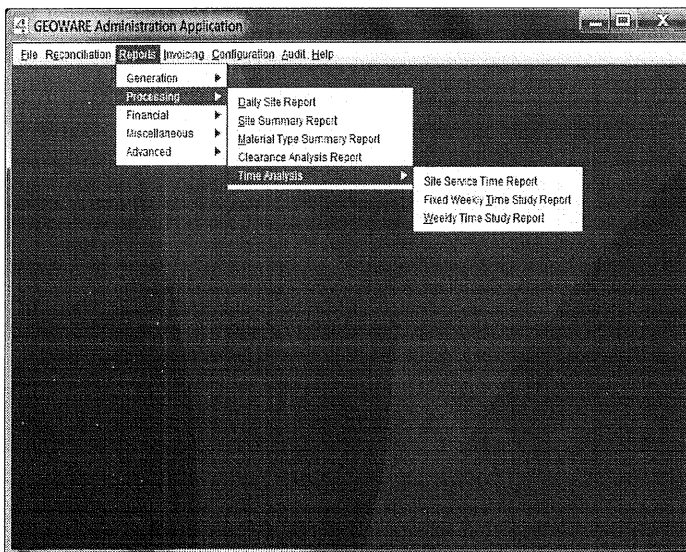 GEOWARE Administration Application
File Reconciliation Reports Invoicing Configuration Audit Help
Generation
Processing
Financial
Miscellaneous
Advanced
Daily Site Report
Site Summary Report
Material Type Summary Report
Clearance Analysis Report
Time Analysis
Site Service Time Report
Fixed Weekly Time Study Report
Weekly Time Study Report